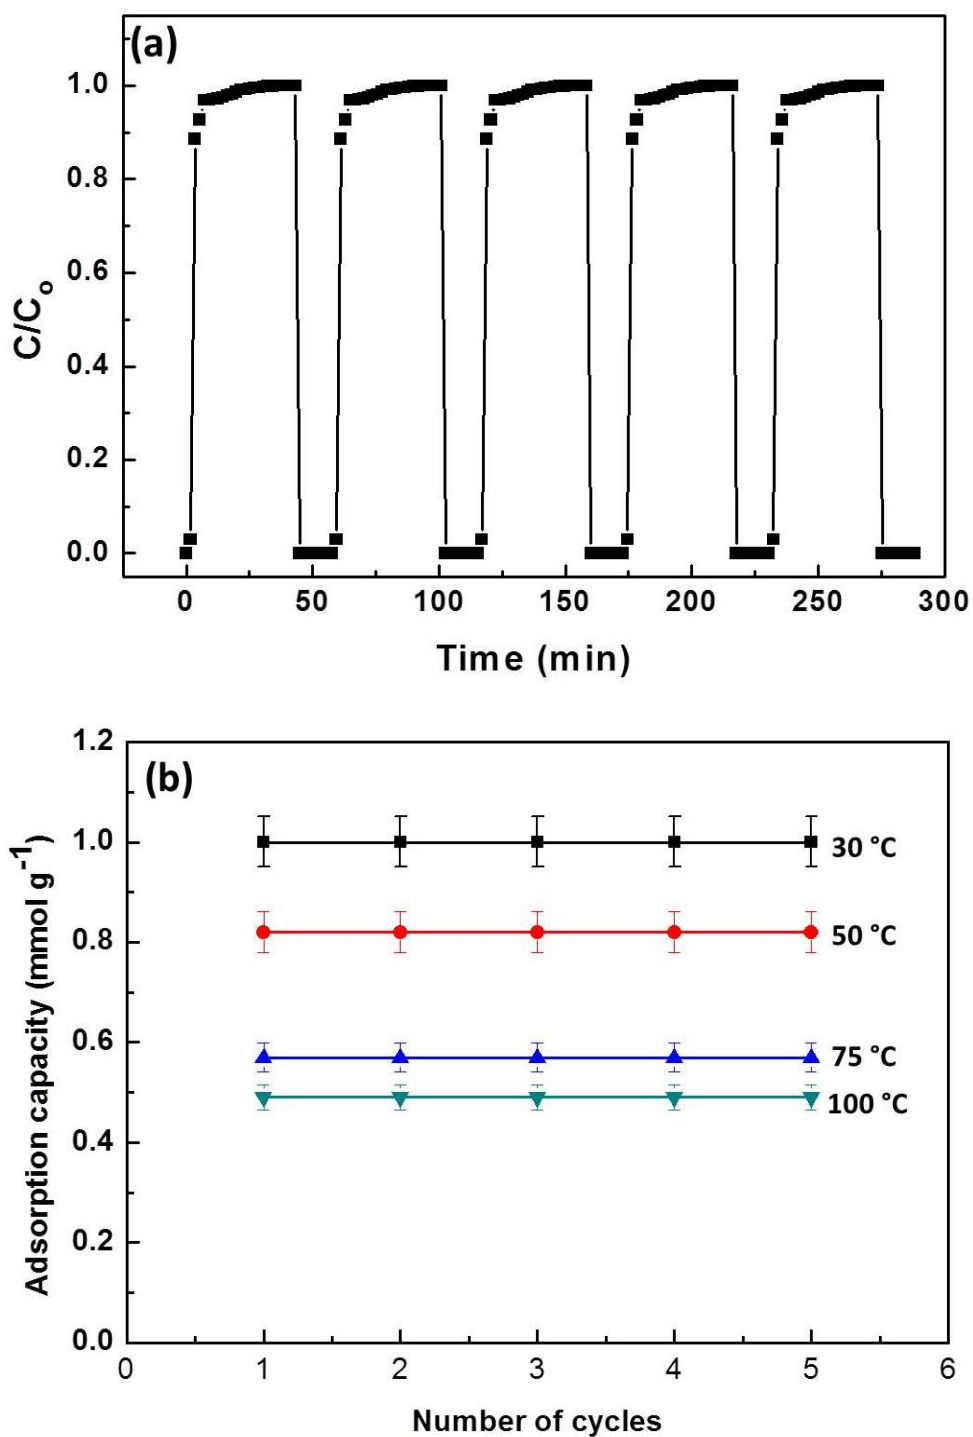 (a)
1.0
0.8
0.6
0.4
0.2
0.0
C/Co
0 50 100 150 200 250 300
Time (min)
(b)
1.2
1.0
0.8
0.6
0.4
0.2
0.0
Adsorption capacity (mmol g-1)
30 °C
50 °C
75 °C
100 °C
0 1 2 3 4 5 6
Number of cycles